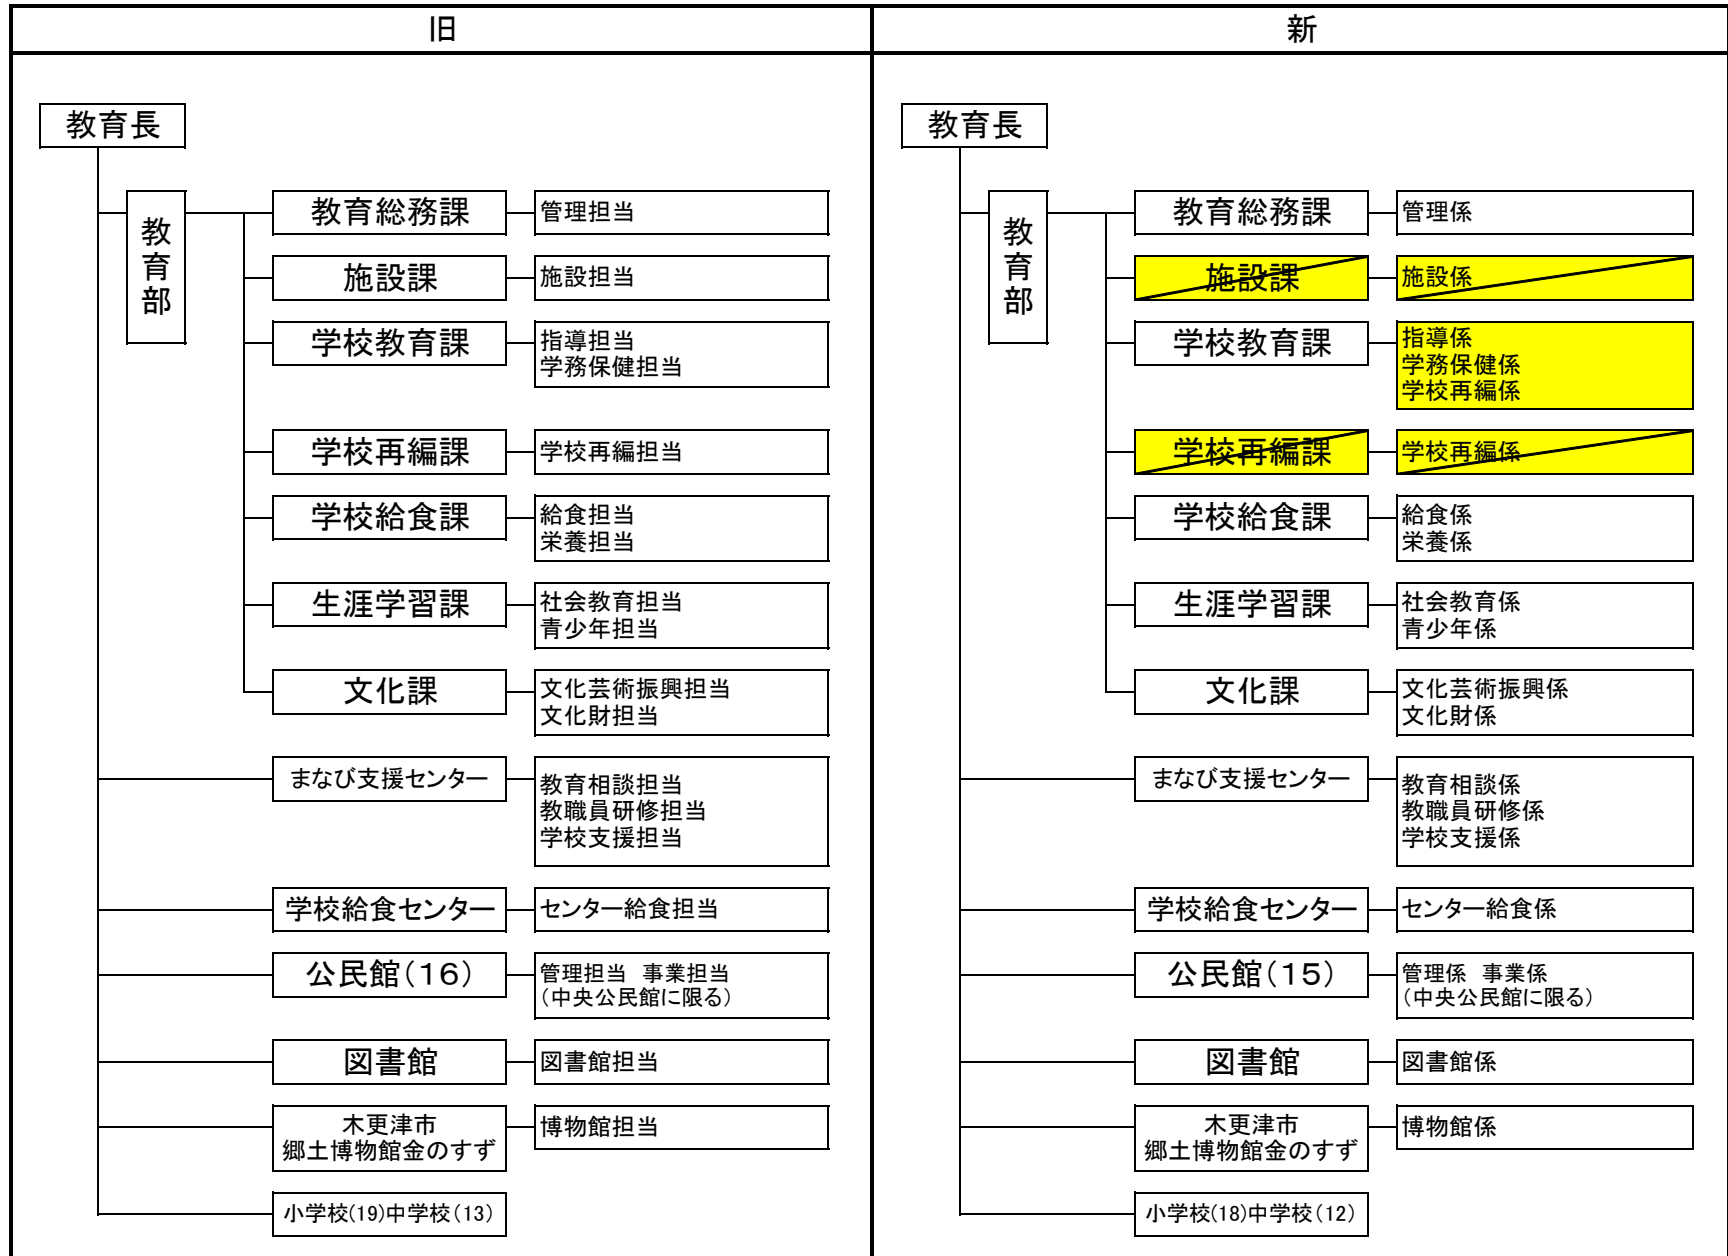 旧
教育長
教育部
教育総務課
管理担当
施設課
施設担当
学校教育課
指導担当
学務保健担当
学校再編課
学校再編担当
学校給食課
給食担当
栄養担当
生涯学習課
社会教育担当
青少年担当
文化課
文化芸術振興担当
文化財担当
まなび支援センター
教育相談担当
教職員研修担当
学校支援担当
学校給食センター
センター給食担当
公民館(16)
管理担当 事業担当
(中央公民館に限る)
図書館
図書館担当
木更津市
郷土博物館金のすず
博物館担当
小学校(19)中学校(13)
新
教育長
教育部
教育総務課
管理係
施設課
施設係
学校教育課
指導係
学務保健係
学校再編係
学校再編課
学校再編係
学校給食課
給食係
栄養係
生涯学習課
社会教育係
青少年係
文化課
文化芸術振興係
文化財係
まなび支援センター
教育相談係
教職員研修係
学校支援係
学校給食センター
センター給食係
公民館(15)
管理係 事業係
(中央公民館に限る)
図書館
図書館係
木更津市
郷土博物館金のすず
博物館係
小学校(18)中学校(12)